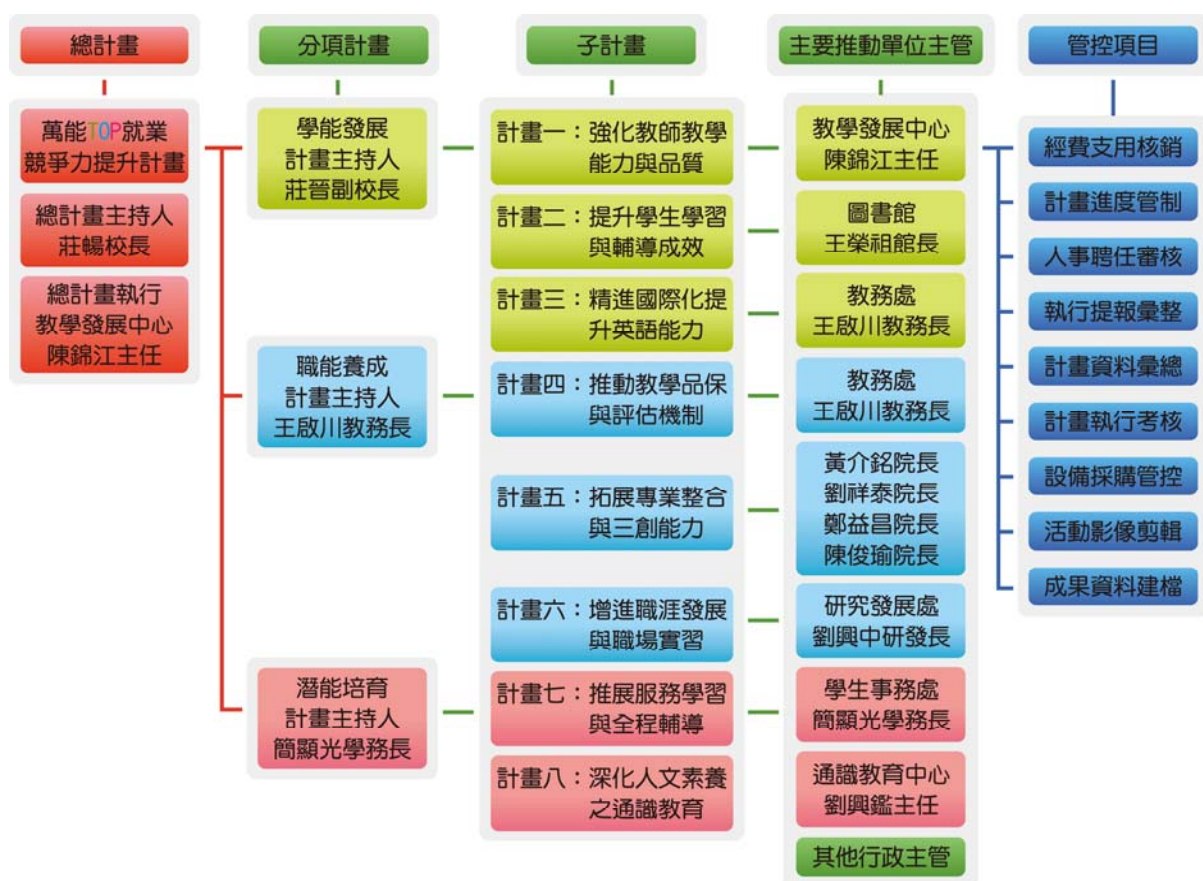 總計畫
分項計畫
子計畫
主要推動單位主管
管控項目
萬能TOP就業
競爭力提升計畫
總計畫主持人
莊暢校長
總計畫執行
教學發展中心
陳錦江主任
學能發展
計畫主持人
莊晉副校長
職能養成
計畫主持人
王啟川教務長
潛能培育
計畫主持人
簡顯光學務長
計畫一：強化教師教學
能力與品質
計畫二：提升學生學習
與輔導成效
計畫三：精進國際化提
升英語能力
計畫四：推動教學品保
與評估機制
計畫五：拓展專業整合
與三創能力
計畫六：增進職涯發展
與職場實習
計畫七：推展服務學習
與全程輔導
計畫八：深化人文素養
之通識教育
教學發展中心
陳錦江主任
圖書館
王榮祖館長
教務處
王啟川教務長
教務處
王啟川教務長
黃介銘院長
劉祥泰院長
鄭益昌院長
陳俊瑜院長
研究發展處
劉興中研發長
學生事務處
簡顯光學務長
通識教育中心
劉興鑑主任
其他行政主管
經費支用核銷
計畫進度管制
人事聘任審核
執行提報彙整
計畫資料彙總
計畫執行考核
設備採購管控
活動影像剪輯
成果資料建檔